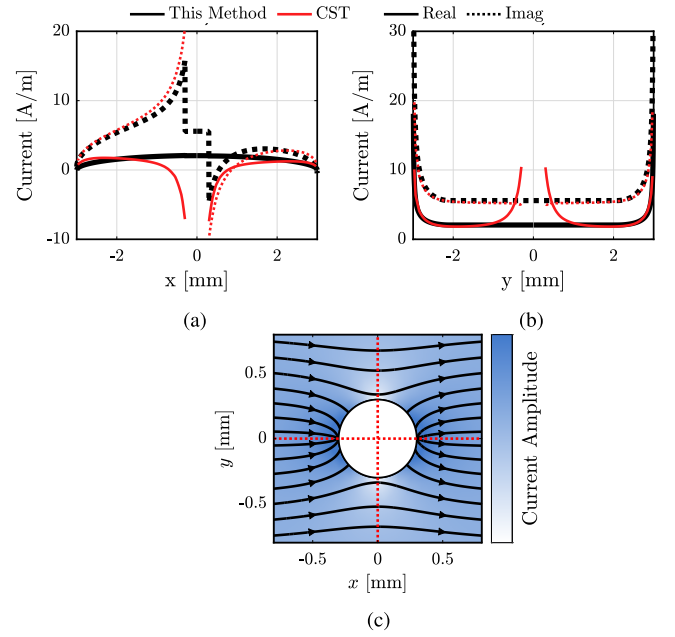 This Method CST Real Imag
Current [A/m]
20
10
0
-10
-2 0 2
x [mm]
(a)
Current [A/m]
30
20
10
0
-2 0 2
y [mm]
(b)
y [mm]
0.5
0
-0.5
-0.5 0 0.5
x [mm]
Current Amplitude
(c)